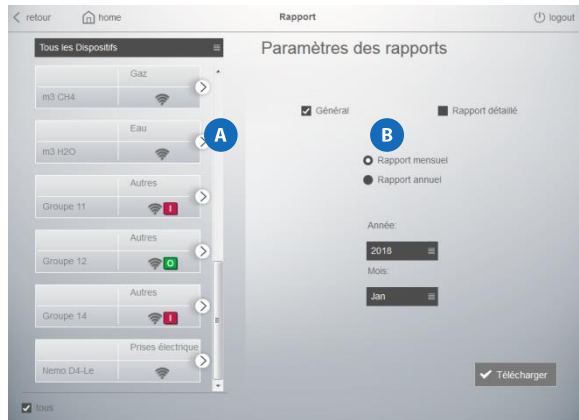 retour
home
Rapport
logout
Tous les Dispositifs
Paramètres des rapports
Gaz
m3 CH4
Eau
m3 H2O
A
Autres
Groupe 11
I
Autres
Groupe 12
O
Autres
Groupe 14
I
Prises électrique
Nemo D4-Le
tous
Général
Rapport détaillé
B
Rapport mensuel
Rapport annuel
Année:
2018
Mois:
Jan
Télécharger